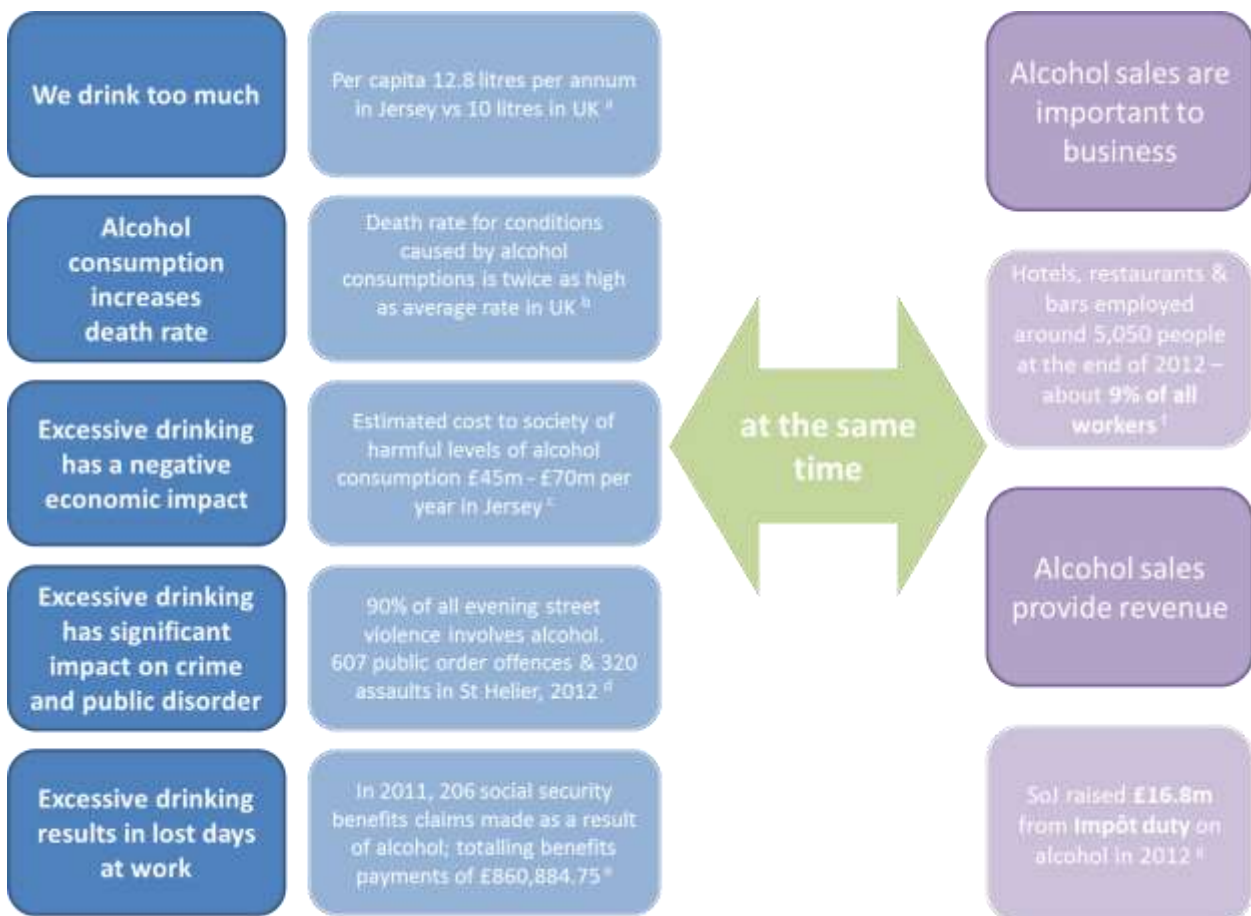 We drink too much
Per capita 12.8 litres per annum
in Jersey vs 10 litres in UK ᵃ
Alcohol
consumption
increases
death rate
Death rate for conditions
caused by alcohol
consumptions is twice as high
as average rate in UK ᵇ
Excessive drinking
has a negative
economic impact
Estimated cost to society of
harmful levels of alcohol
consumption £45m - £70m per
year in Jersey ᶜ
Excessive drinking
has significant
impact on crime
and public disorder
90% of all evening street
violence involves alcohol.
607 public order offences & 320
assaults in St Helier, 2012 ᵈ
Excessive drinking
results in lost days
at work
In 2011, 206 social security
benefits claims made as a result
of alcohol; totalling benefits
payments of £860,884.75 ᵉ
at the same
time
Alcohol sales are
important to
business
Hotels, restaurants &
bars employed
around 5,050 people
at the end of 2012 –
about 9% of all
workers ᶠ
Alcohol sales
provide revenue
SoJ raised £16.8m
from Impôt duty on
alcohol in 2012 ᵍ